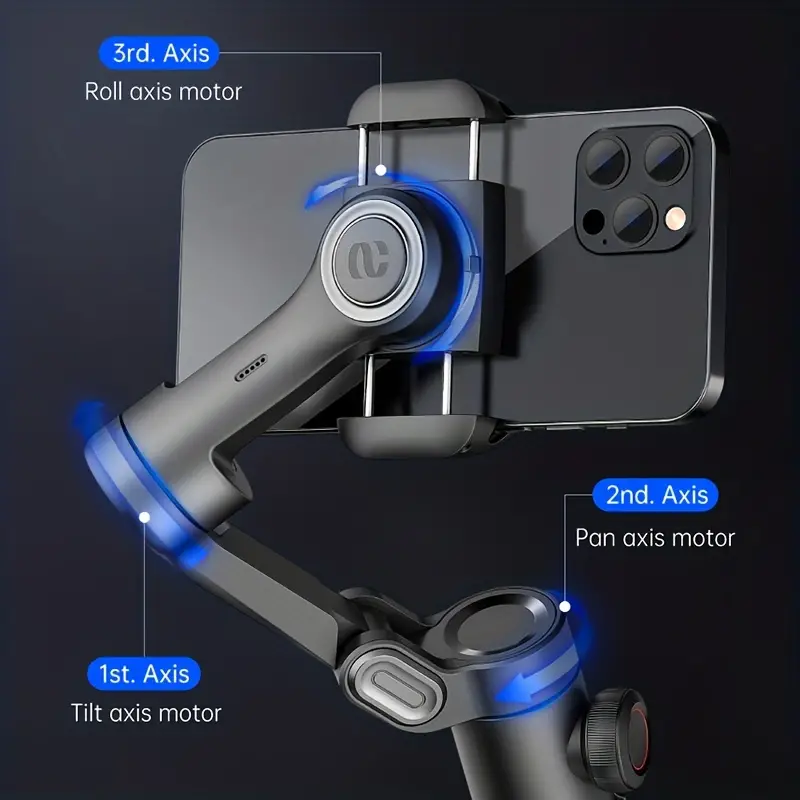 3rd. Axis
Roll axis motor
2nd. Axis
Pan axis motor
1st. Axis
Tilt axis motor